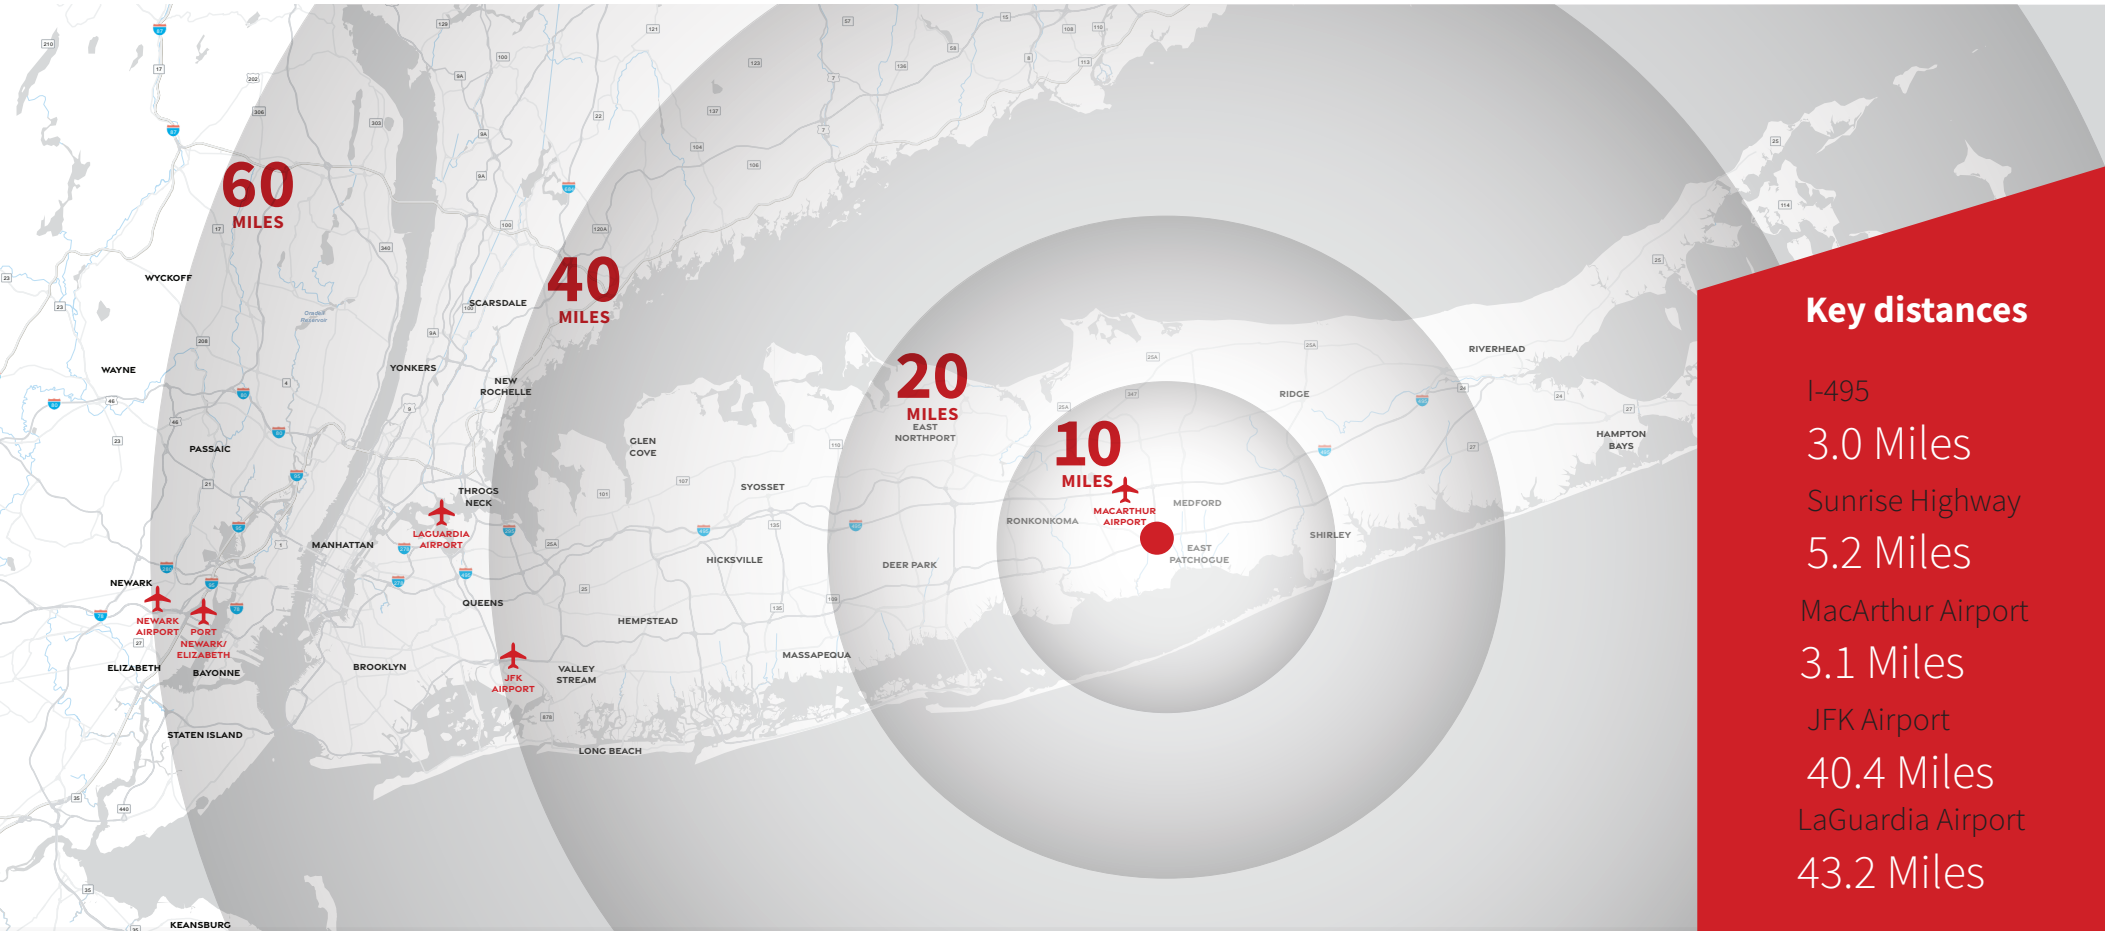 60
MILES
40
MILES
20
MILES
10
MILES
WYCKOFF
Oradell
Reservoir
SCARSDALE
WAYNE
YONKERS
NEW
ROCHELLE
PASSAIC
GLEN
COVE
EAST
NORTHPORT
RIDGE
RIVERHEAD
HAMPTON
BAYS
THROGS
NECK
SYOSSET
MACARTHUR
AIRPORT
MEDFORD
RONKONKOMA
LAGUARDIA
AIRPORT
MANHATTAN
HICKSVILLE
DEER PARK
EAST
PATCHOGUE
SHIRLEY
NEWARK
QUEENS
NEWARK
AIRPORT
PORT
NEWARK/
ELIZABETH
HEMPSTEAD
ELIZABETH
BAYONNE
BROOKLYN
JFK
AIRPORT
VALLEY
STREAM
MASSAPEQUA
STATEN ISLAND
LONG BEACH
KEANSBURG
Key distances
I-495
3.0 Miles
Sunrise Highway
5.2 Miles
MacArthur Airport
3.1 Miles
JFK Airport
40.4 Miles
LaGuardia Airport
43.2 Miles